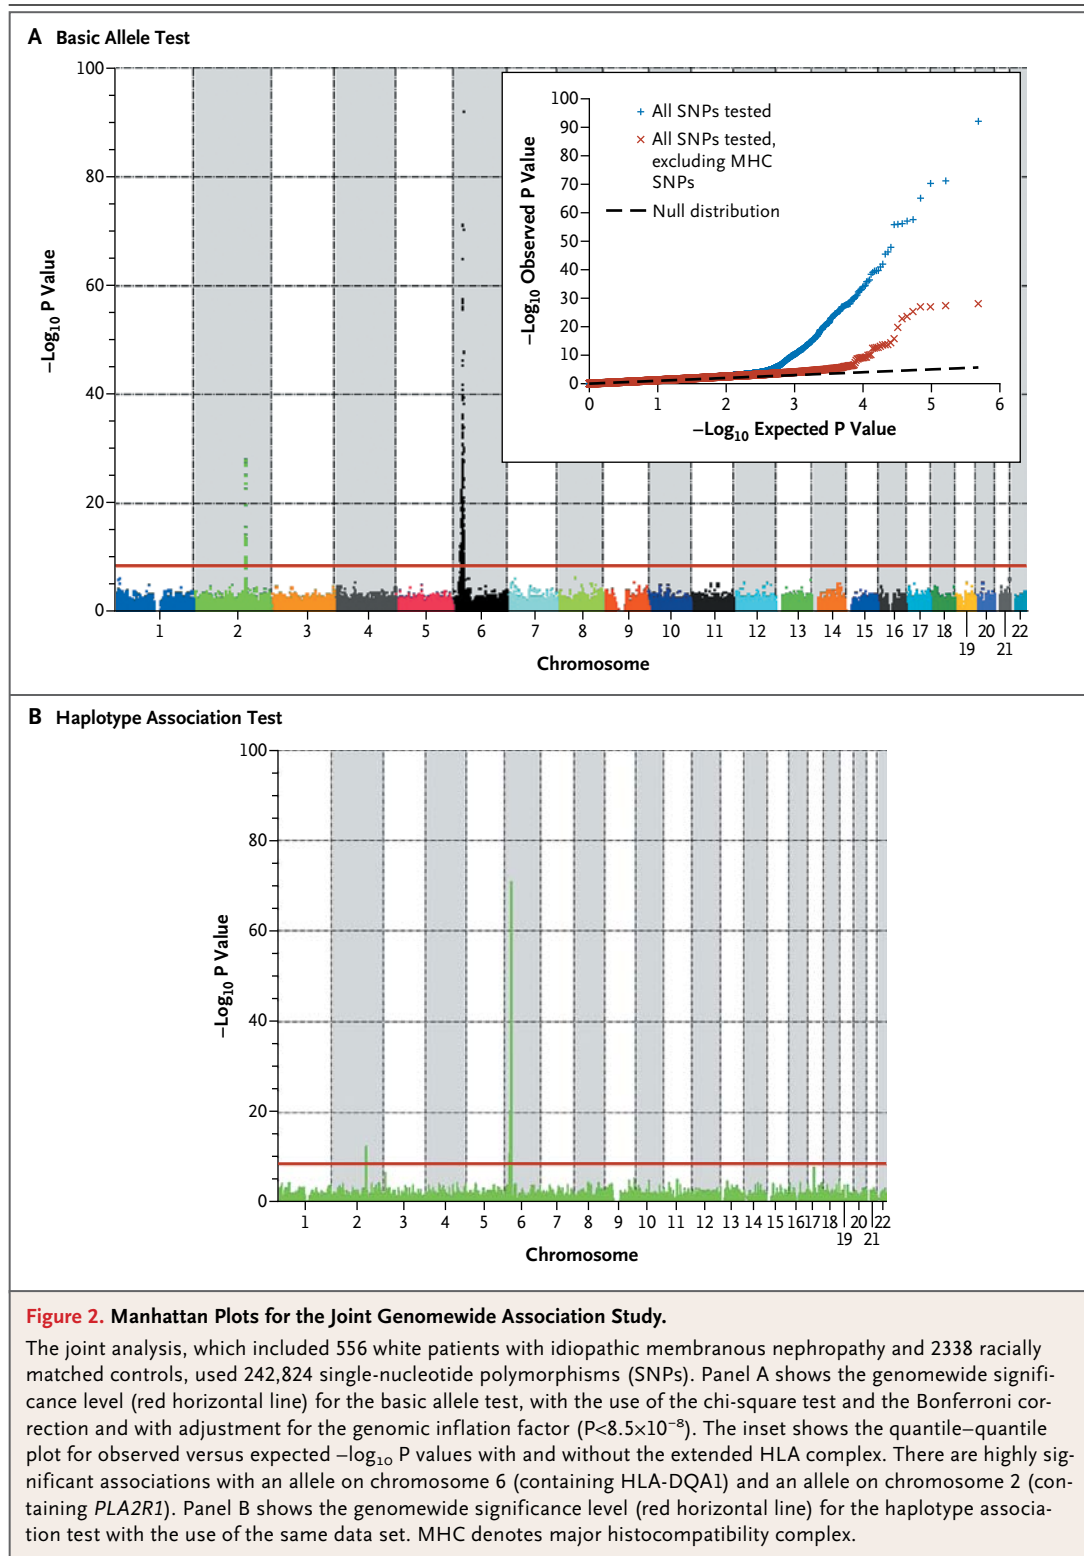 A Basic Allele Test
100
80
60
40
20
0
−Log10 P Value
1 2 3 4 5 6 7 8 9 10 11 12 13 14 15 16 17 18 20 22
19 21
Chromosome
100
90
80
70
60
50
40
30
20
10
0
−Log10 Observed P Value
+ All SNPs tested
× All SNPs tested,
excluding MHC
SNPs
Null distribution
0 1 2 3 4 5 6
−Log10 Expected P Value
B Haplotype Association Test
100
80
60
40
20
0
−Log10 P Value
1 2 3 4 5 6 7 8 9 10 11 12 13 14 15 16 17 18 20 22
19 21
Chromosome
Figure 2. Manhattan Plots for the Joint Genomewide Association Study.
The joint analysis, which included 556 white patients with idiopathic membranous nephropathy and 2338 racially
matched controls, used 242,824 single-nucleotide polymorphisms (SNPs). Panel A shows the genomewide signifi-
cance level (red horizontal line) for the basic allele test, with the use of the chi-square test and the Bonferroni cor-
rection and with adjustment for the genomic inflation factor (P<8.5×10−8). The inset shows the quantile–quantile
plot for observed versus expected −log10 P values with and without the extended HLA complex. There are highly sig-
nificant associations with an allele on chromosome 6 (containing HLA-DQA1) and an allele on chromosome 2 (con-
taining PLA2R1). Panel B shows the genomewide significance level (red horizontal line) for the haplotype associa-
tion test with the use of the same data set. MHC denotes major histocompatibility complex.